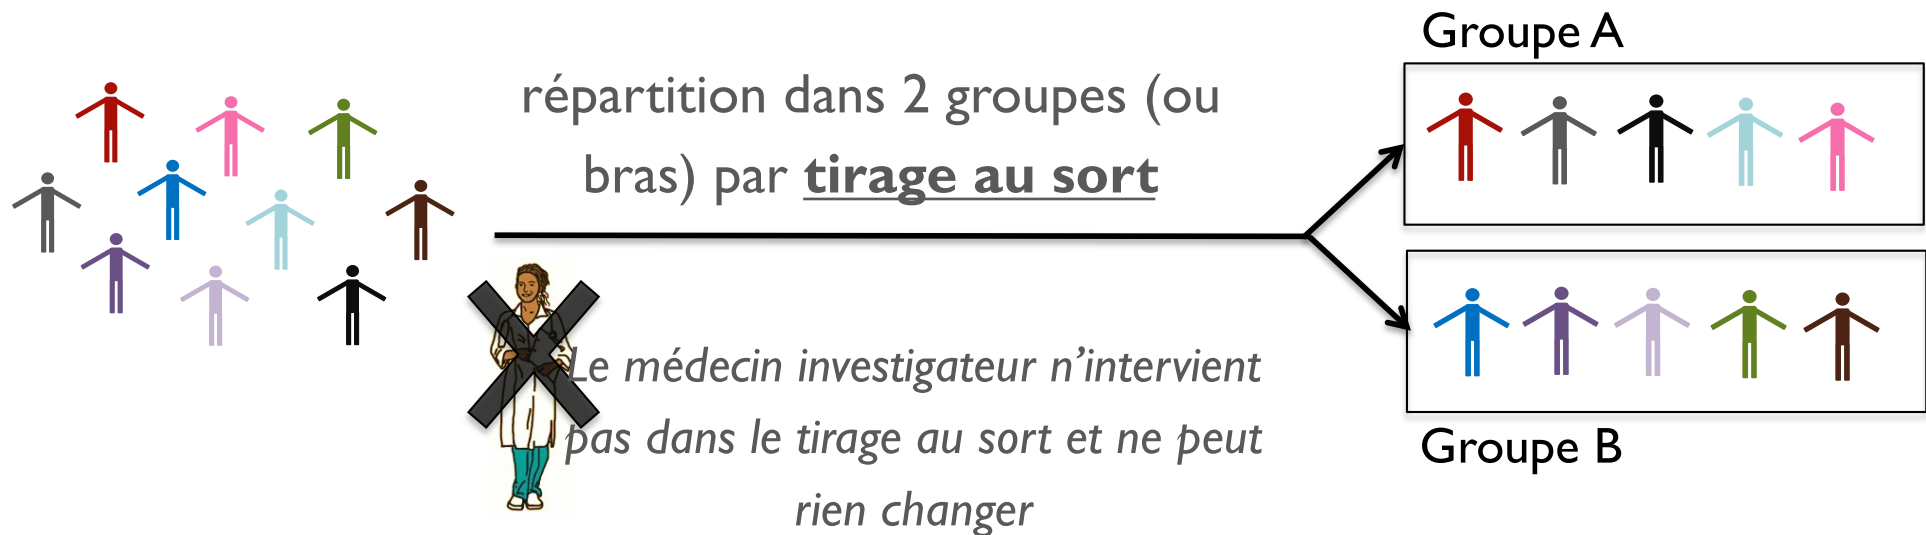 Groupe A
répartition dans 2 groupes (ou
bras) par tirage au sort
Le médecin investigateur n’intervient
pas dans le tirage au sort et ne peut
rien changer
Groupe B